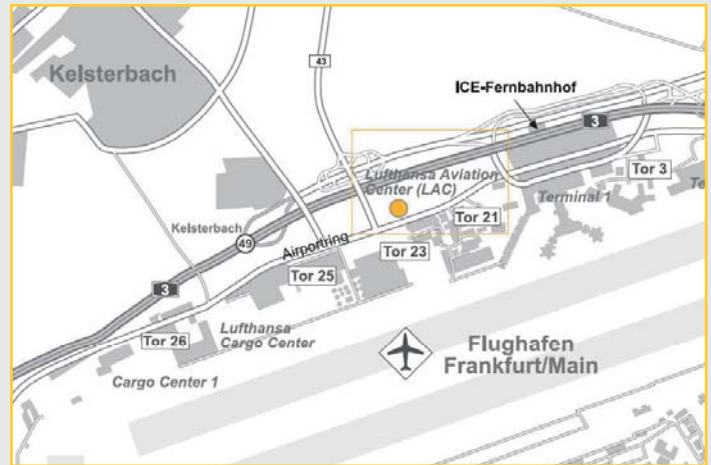 Kelsterbach
43
ICE-Fernbahnhof
3
Lufthansa Aviation
Center (LAC)
Tor 3
Terminal 1
Te
Tor 21
Kelsterbach
49
Airportring
Tor 23
Tor 25
3
Lufthansa
Cargo Center
Tor 26
Flughafen
Frankfurt/Main
Cargo Center 1